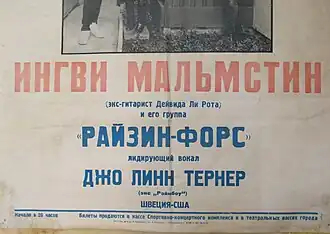 ИНГВИ МАЛЬМСТИН
(экс-гитарист Дейвида Ли Рота)
и его группа
«РАЙЗИН-ФОРС»
лидирующий вокал
ДЖО ЛИНН ТЕРНЕР
(экс „Рэйнбоу")
ШВЕЦИЯ-США
Начало в 20 часов
Билеты продаются в кассе Спортивно-концертного комплекса и в театральных кассах города